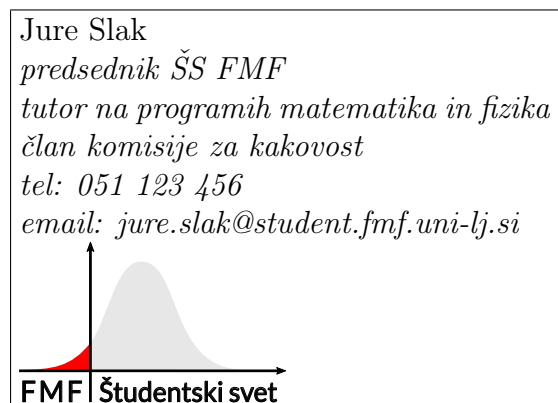 Jure Slak
predsednik ŠS FMF
tutor na programih matematika in fizika
član komisije za kakovost
tel: 051 123 456
email: jure.slak@student.fmf.uni-lj.si
FMF Študentski svet